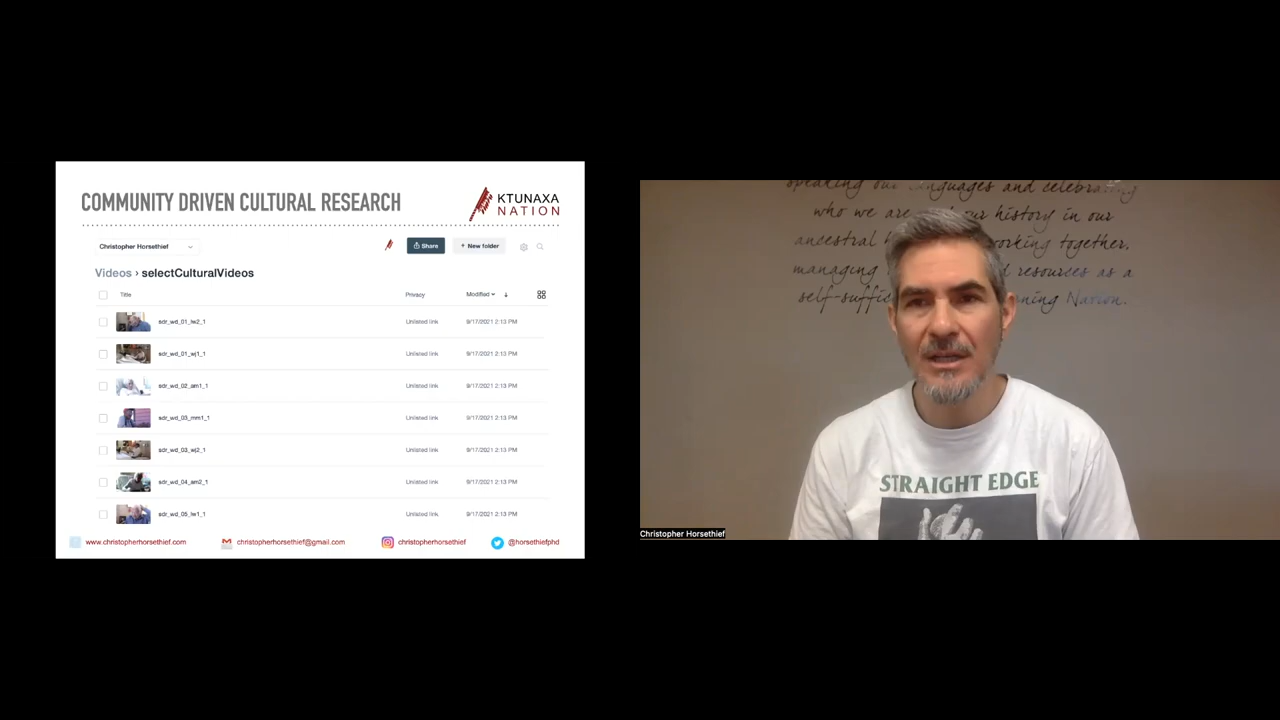 COMMUNITY DRIVEN CULTURAL RESEARCH
KTUNAXA
NATION
Christopher Horsethief
Share
+ New folder
Videos › selectCulturalVideos
Title Privacy Modified
sdr_wd_01_lw2_1 Unlisted link 9/17/2021 2:13 PM
sdr_wd_01_wj1_1 Unlisted link 9/17/2021 2:13 PM
sdr_wd_02_am1_1 Unlisted link 9/17/2021 2:13 PM
sdr_wd_03_mm1_1 Unlisted link 9/17/2021 2:13 PM
sdr_wd_03_wj2_1 Unlisted link 9/17/2021 2:13 PM
sdr_wd_04_am2_1 Unlisted link 9/17/2021 2:13 PM
sdr_wd_05_lw1_1 Unlisted link 9/17/2021 2:13 PM
www.christopherhorsethief.com christopherhorsethief@gmail.com christopherhorsethief @horsethiefphd
speaking our languages and celebrating
who we are our history in our
ancestral working together,
managing resources as a
Nation.
STRAIGHT EDGE
Christopher Horsethief